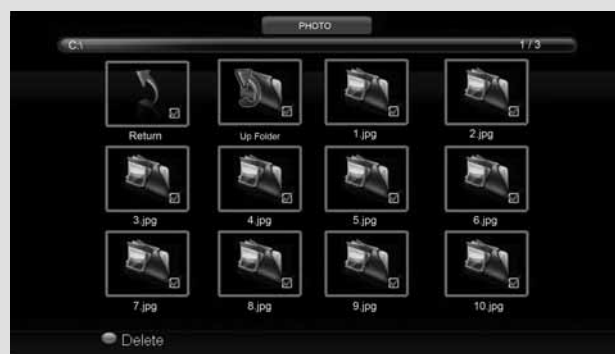 PHOTO
C:\ 1 / 3
Return Up Folder 1.jpg 2.jpg
3.jpg 4.jpg 5.jpg 6.jpg
7.jpg 8.jpg 9.jpg 10.jpg
Delete